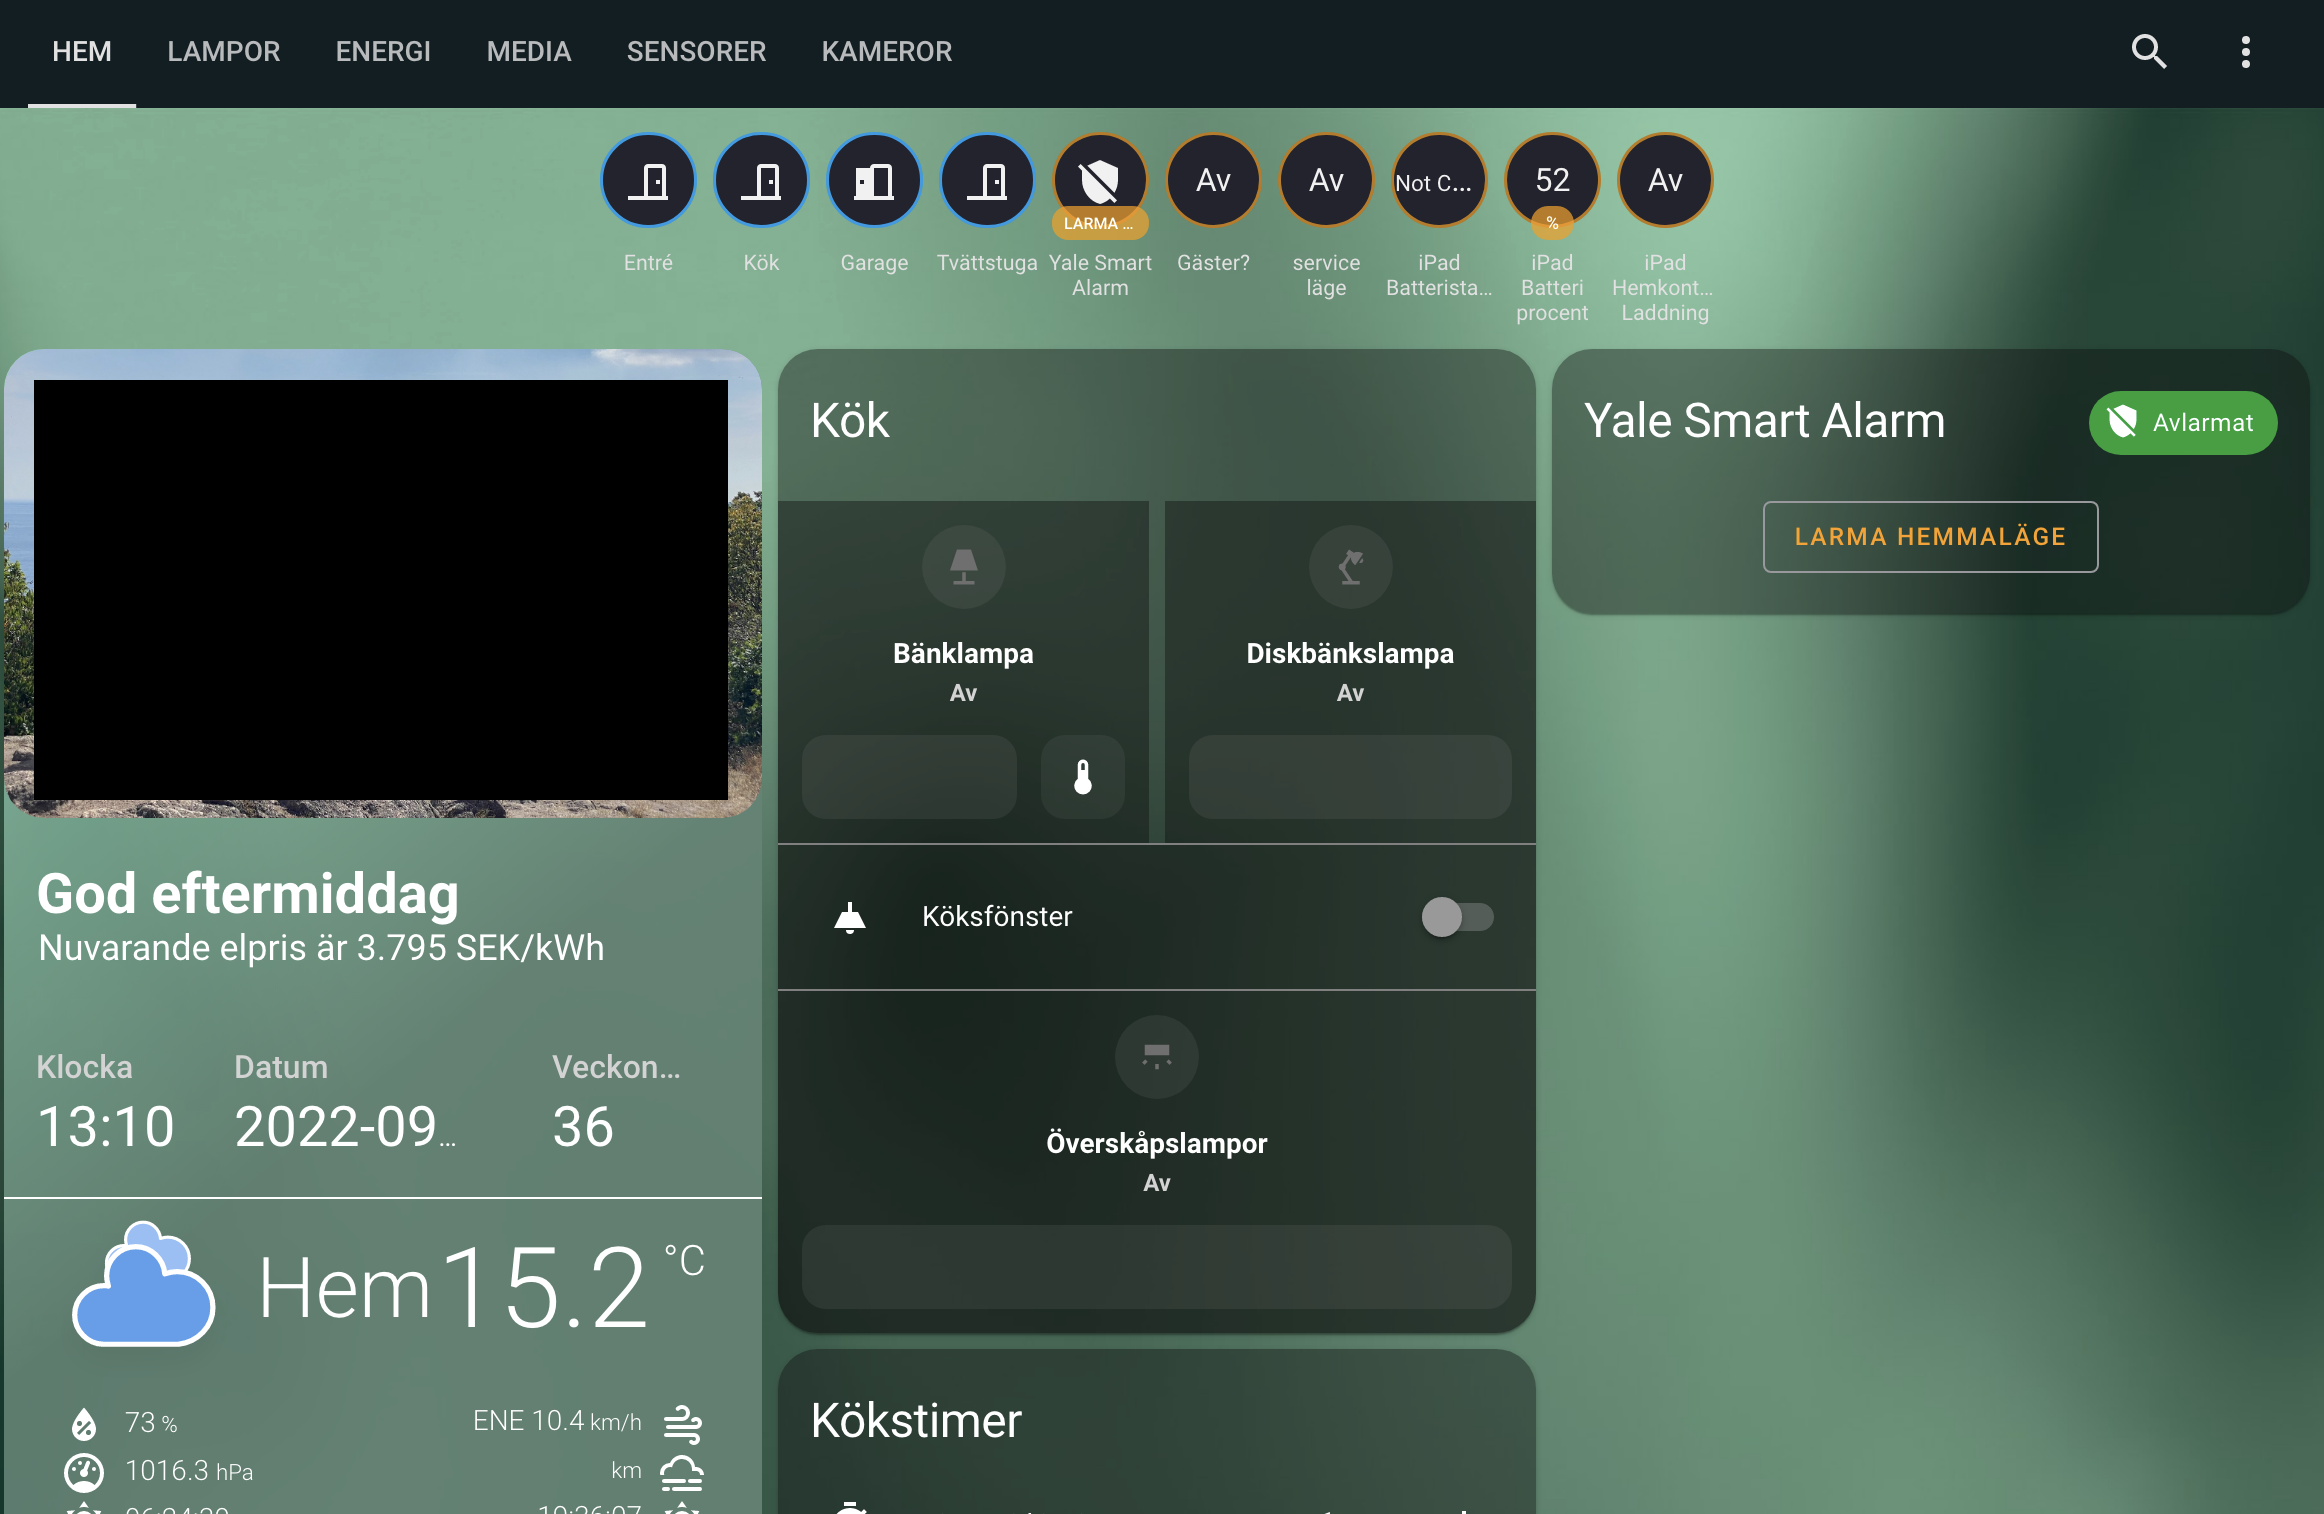 HEM LAMPOR ENERGI MEDIA SENSORER KAMEROR
Av Av Not C... 52 Av
LARMA ... %
Entré Kök Garage Tvättstuga Yale Smart Alarm Gäster? service läge iPad Batterista... iPad Batteri procent iPad Hemkont... Laddning
God eftermiddag
Nuvarande elpris är 3.795 SEK/kWh
Klocka Datum Veckon...
13:10 2022-09... 36
Hem 15.2 °C
73 % ENE 10.4 km/h
1016.3 hPa km
Kök
Bänklampa Diskbänkslampa
Av Av
Köksfönster
Överskåpslampor
Av
Kökstimer
Yale Smart Alarm Avlarmat
LARMA HEMMALÄGE